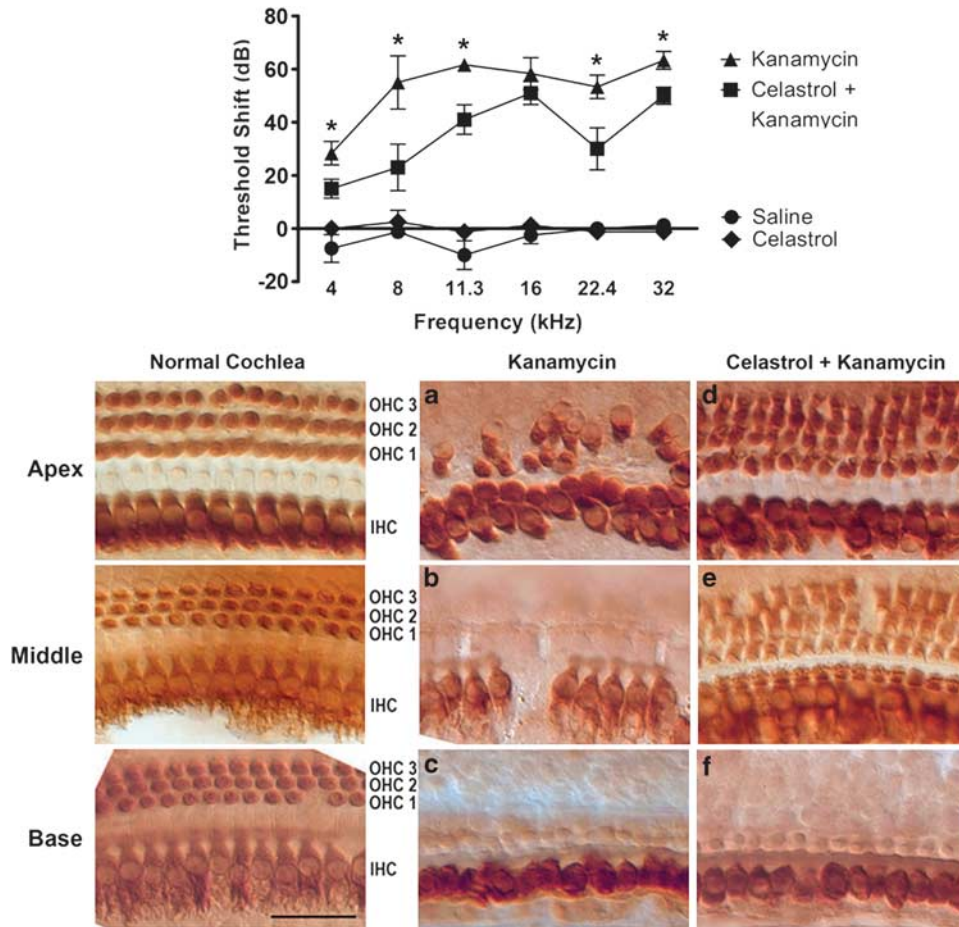 80
60
40
20
0
-20
Threshold Shift (dB)
*
*
*
*
*
4
8
11.3
16
22.4
32
Frequency (kHz)
Kanamycin
Celastrol +
Kanamycin
Saline
Celastrol
Normal Cochlea
Kanamycin
Celastrol + Kanamycin
Apex
OHC 3
OHC 2
OHC 1
IHC
a
d
Middle
OHC 3
OHC 2
OHC 1
IHC
b
e
Base
OHC 3
OHC 2
OHC 1
IHC
c
f